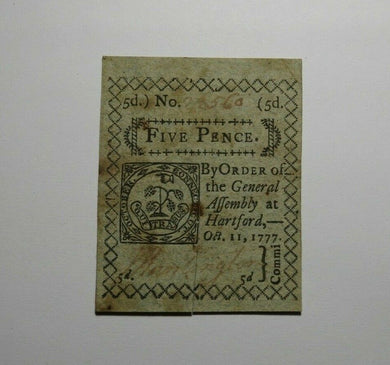 5d.) No. 28560 (5d.
FIVE PENCE.
By ORDER of
the General
Aſſembly at
Hartford,—
Oct. 11, 1777.
Commi
5d. 5d